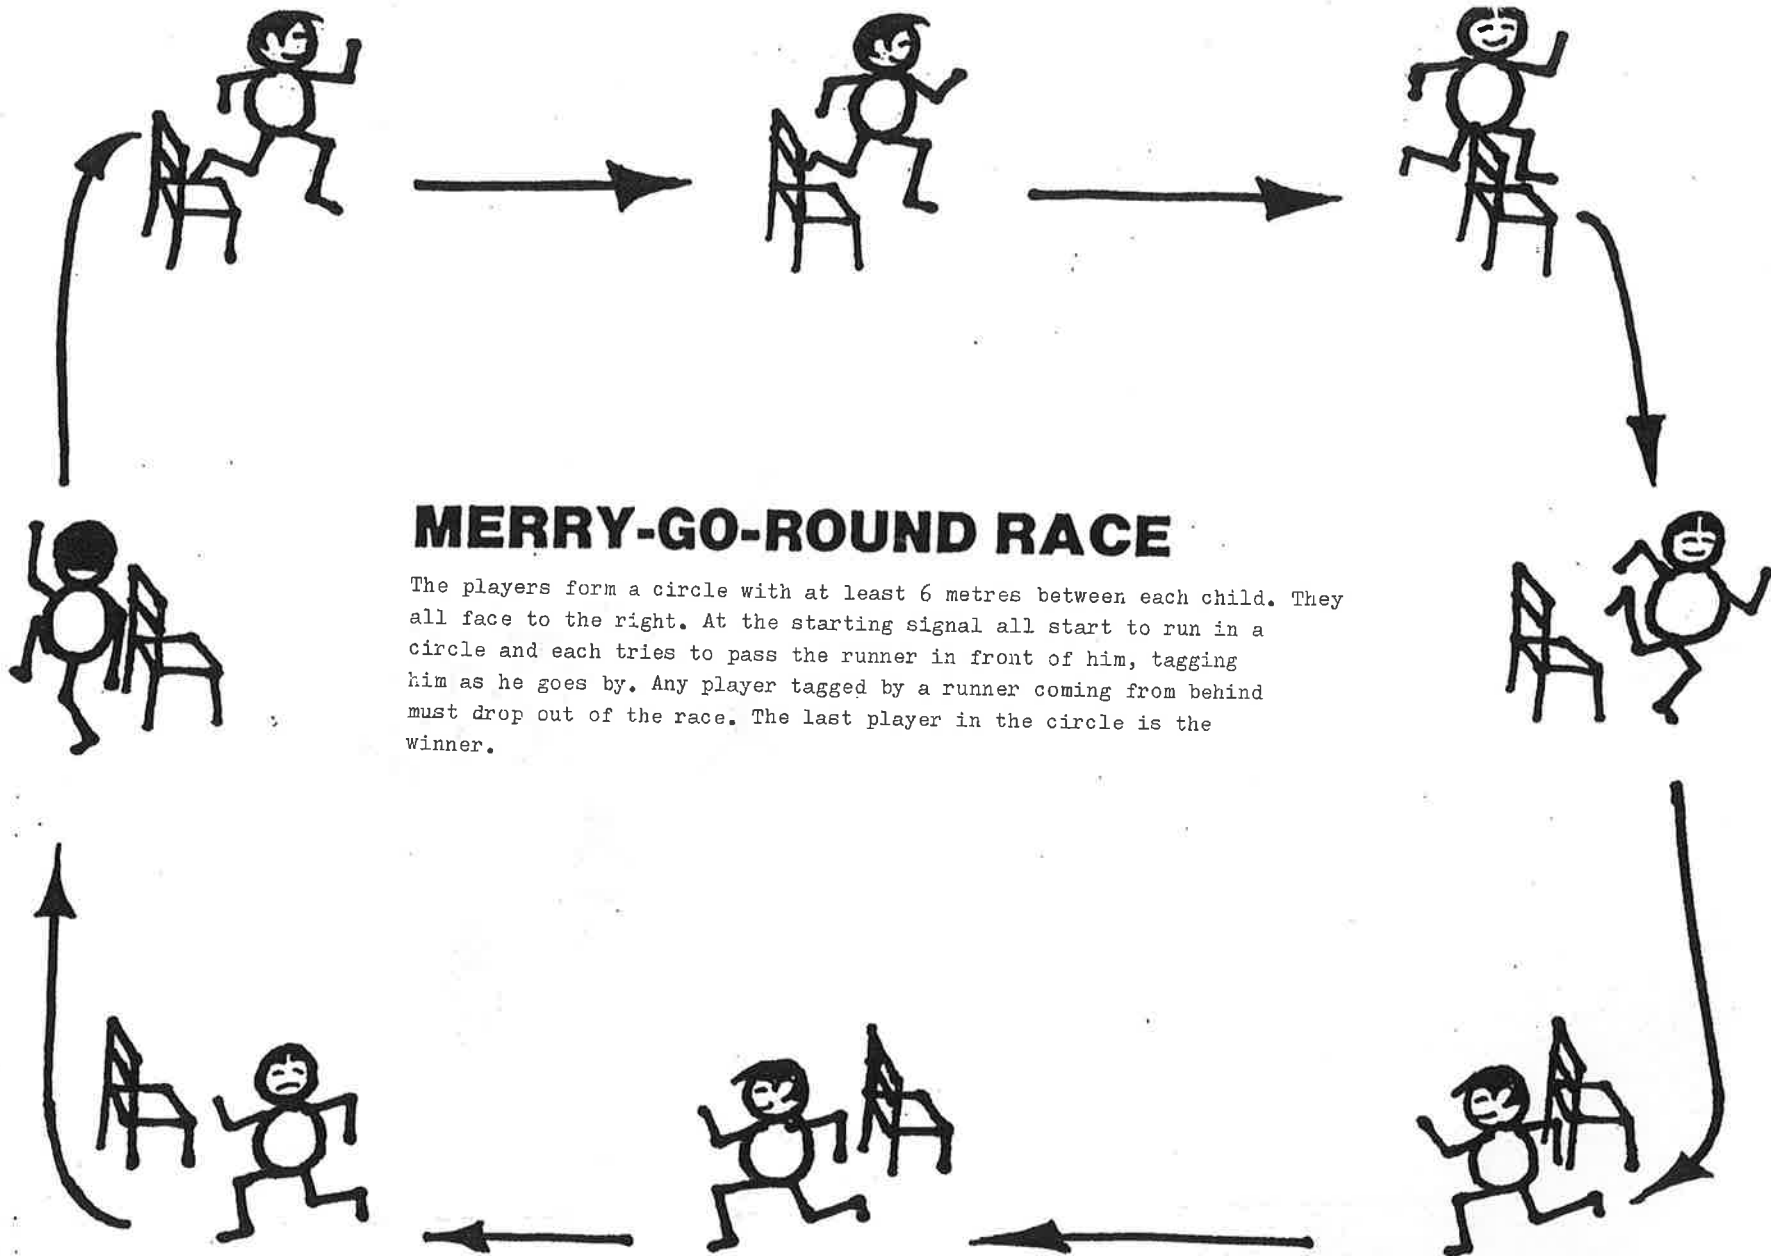 MERRY-GO-ROUND RACE
The players form a circle with at least 6 metres between each child. They
all face to the right. At the starting signal all start to run in a
circle and each tries to pass the runner in front of him, tagging
him as he goes by. Any player tagged by a runner coming from behind
must drop out of the race. The last player in the circle is the
winner.